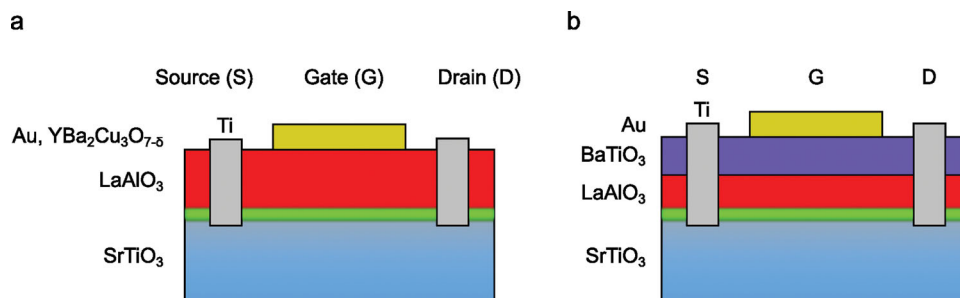 a
Source (S) Gate (G) Drain (D)
Ti
Au, YBa₂Cu₃O₇₋δ
LaAlO₃
SrTiO₃
b
S G D
Ti
Au
BaTiO₃
LaAlO₃
SrTiO₃